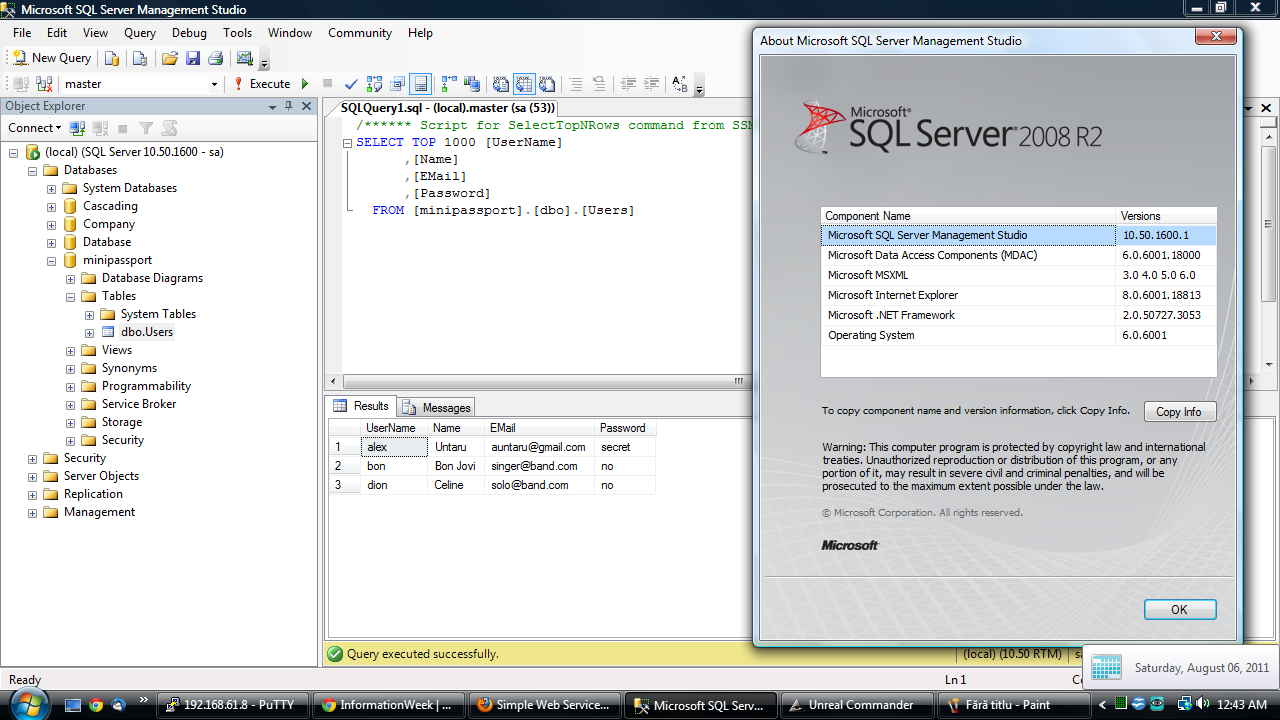 Microsoft SQL Server Management Studio
File Edit View Query Debug Tools Window Community Help
New Query
master
Execute
Object Explorer
Connect
(local) (SQL Server 10.50.1600 - sa)
Databases
System Databases
Cascading
Company
Database
minipassport
Database Diagrams
Tables
System Tables
dbo.Users
Views
Synonyms
Programmability
Service Broker
Storage
Security
Security
Server Objects
Replication
Management
SQLQuery1.sql - (local).master (sa (53))
/****** Script for SelectTopNRows command from SSM
SELECT TOP 1000 [UserName]
,[Name]
,[EMail]
,[Password]
FROM [minipassport].[dbo].[Users]
Results Messages
UserName Name EMail Password
1 alex Untaru auntaru@gmail.com secret
2 bon Bon Jovi singer@band.com no
3 dion Celine solo@band.com no
Query executed successfully.
(local) (10.50 RTM) sa
About Microsoft SQL Server Management Studio
Microsoft®
SQL Server® 2008 R2
Component Name Versions
Microsoft SQL Server Management Studio 10.50.1600.1
Microsoft Data Access Components (MDAC) 6.0.6001.18000
Microsoft MSXML 3.0 4.0 5.0 6.0
Microsoft Internet Explorer 8.0.6001.18813
Microsoft .NET Framework 2.0.50727.3053
Operating System 6.0.6001
To copy component name and version information, click Copy Info.
Copy Info
Warning: This computer program is protected by copyright law and international
treaties. Unauthorized reproduction or distribution of this program, or any
portion of it, may result in severe civil and criminal penalties, and will be
prosecuted to the maximum extent possible under the law.
© Microsoft Corporation. All rights reserved.
Microsoft
OK
Saturday, August 06, 2011
Ready
Ln 1
192.168.61.8 - PuTTY
InformationWeek | ...
Simple Web Service...
Microsoft SQL Serv...
Unreal Commander
Fără titlu - Paint
12:43 AM